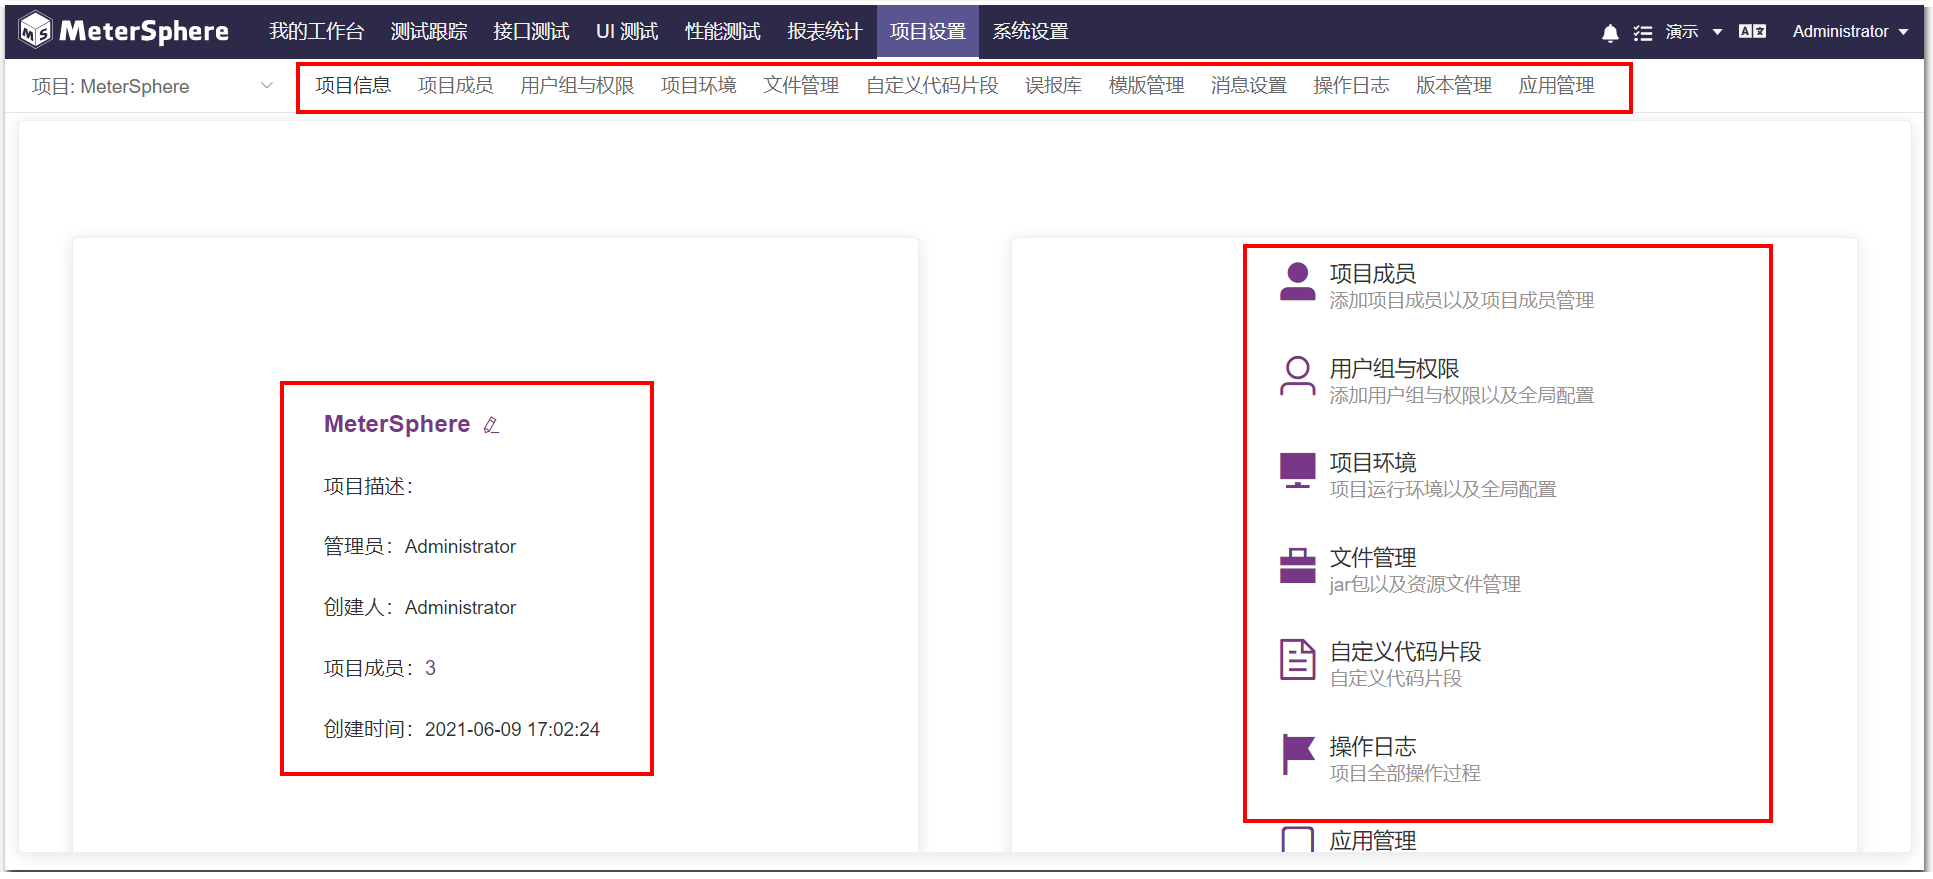 MeterSphere 我的工作台 测试跟踪 接口测试 UI 测试 性能测试 报表统计 项目设置 系统设置 演示 Administrator
项目: MeterSphere 项目信息 项目成员 用户组与权限 项目环境 文件管理 自定义代码片段 误报库 模版管理 消息设置 操作日志 版本管理 应用管理
MeterSphere
项目描述：
管理员：Administrator
创建人：Administrator
项目成员：3
创建时间：2021-06-09 17:02:24
项目成员
添加项目成员以及项目成员管理
用户组与权限
添加用户组与权限以及全局配置
项目环境
项目运行环境以及全局配置
文件管理
jar包以及资源文件管理
自定义代码片段
自定义代码片段
操作日志
项目全部操作过程
应用管理